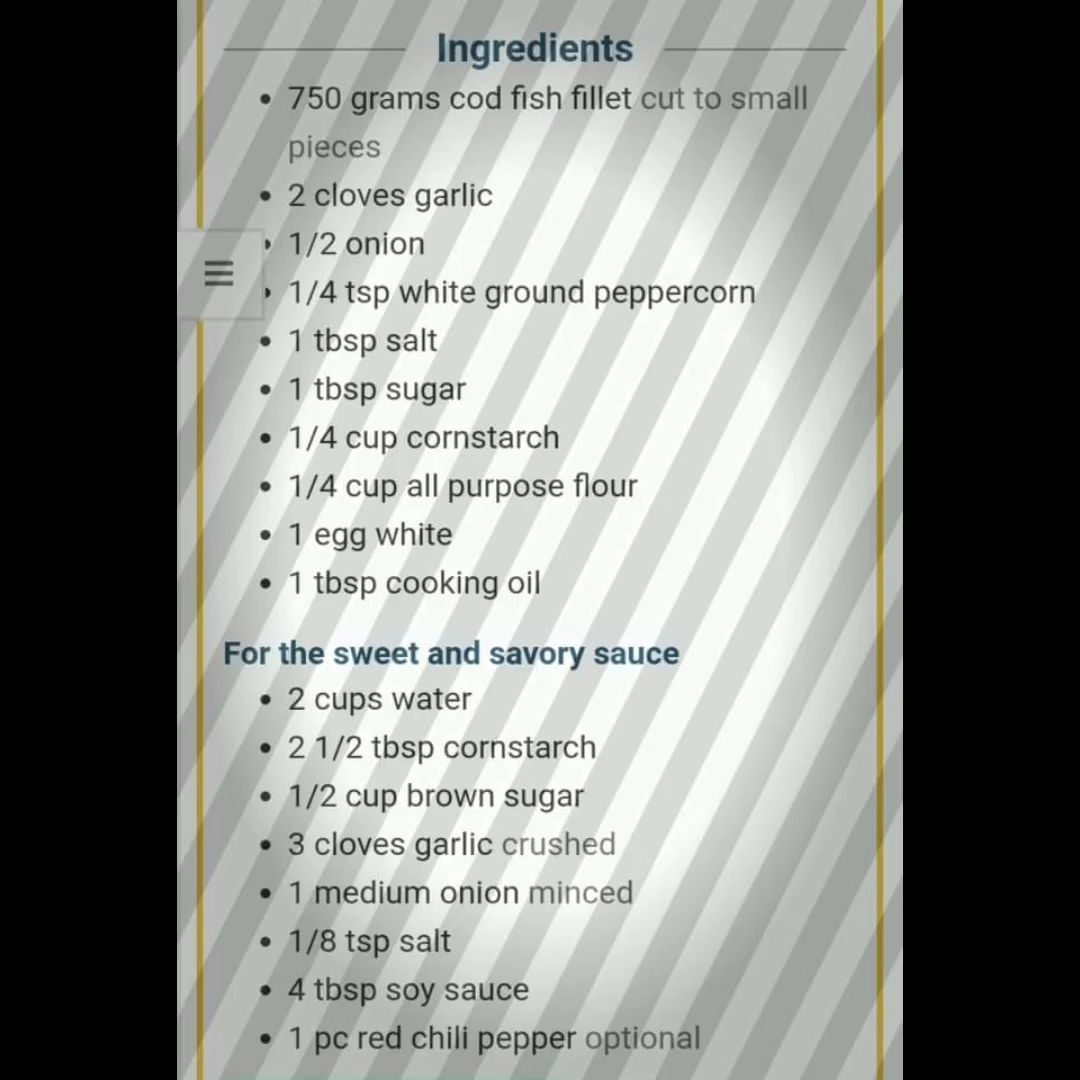 Ingredients
• 750 grams cod fish fillet cut to small
pieces
• 2 cloves garlic
• 1/2 onion
• 1/4 tsp white ground peppercorn
• 1 tbsp salt
• 1 tbsp sugar
• 1/4 cup cornstarch
• 1/4 cup all purpose flour
• 1 egg white
• 1 tbsp cooking oil
For the sweet and savory sauce
• 2 cups water
• 2 1/2 tbsp cornstarch
• 1/2 cup brown sugar
• 3 cloves garlic crushed
• 1 medium onion minced
• 1/8 tsp salt
• 4 tbsp soy sauce
• 1 pc red chili pepper optional